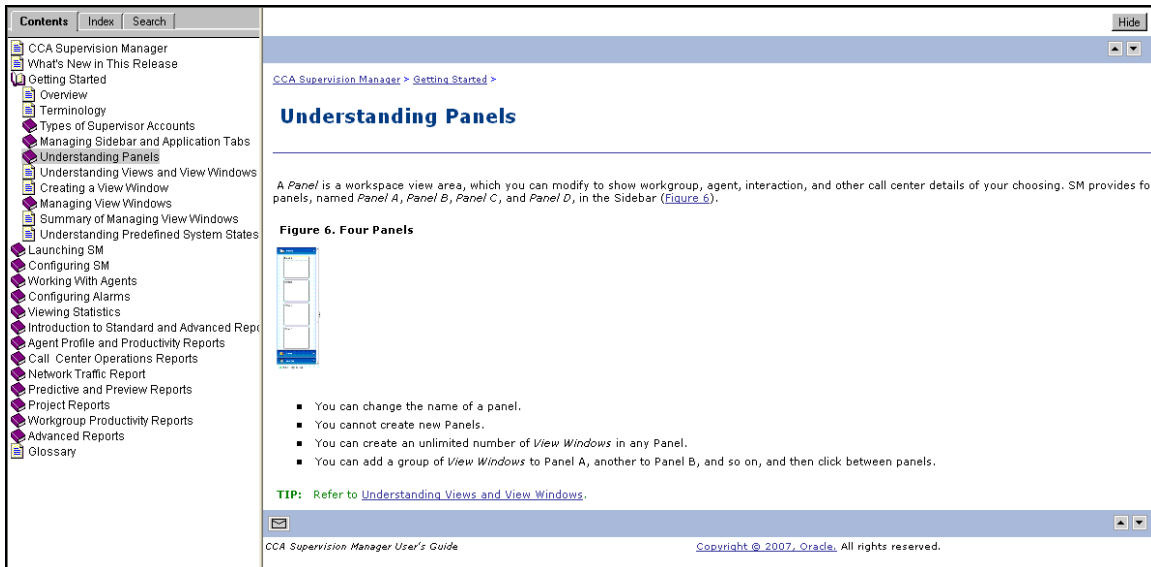 Contents Index Search
Hide
CCA Supervision Manager
What's New in This Release
Getting Started
Overview
Terminology
Types of Supervisor Accounts
Managing Sidebar and Application Tabs
Understanding Panels
Understanding Views and View Windows
Creating a View Window
Managing View Windows
Summary of Managing View Windows
Understanding Predefined System States
Launching SM
Configuring SM
Working With Agents
Configuring Alarms
Viewing Statistics
Introduction to Standard and Advanced Repo
Agent Profile and Productivity Reports
Call Center Operations Reports
Network Traffic Report
Predictive and Preview Reports
Project Reports
Workgroup Productivity Reports
Advanced Reports
Glossary
CCA Supervision Manager > Getting Started >
Understanding Panels
A Panel is a workspace view area, which you can modify to show workgroup, agent, interaction, and other call center details of your choosing. SM provides fo
panels, named Panel A, Panel B, Panel C, and Panel D, in the Sidebar (Figure 6).
Figure 6. Four Panels
■ You can change the name of a panel.
■ You cannot create new Panels.
■ You can create an unlimited number of View Windows in any Panel.
■ You can add a group of View Windows to Panel A, another to Panel B, and so on, and then click between panels.
TIP: Refer to Understanding Views and View Windows.
CCA Supervision Manager User's Guide
Copyright © 2007, Oracle. All rights reserved.